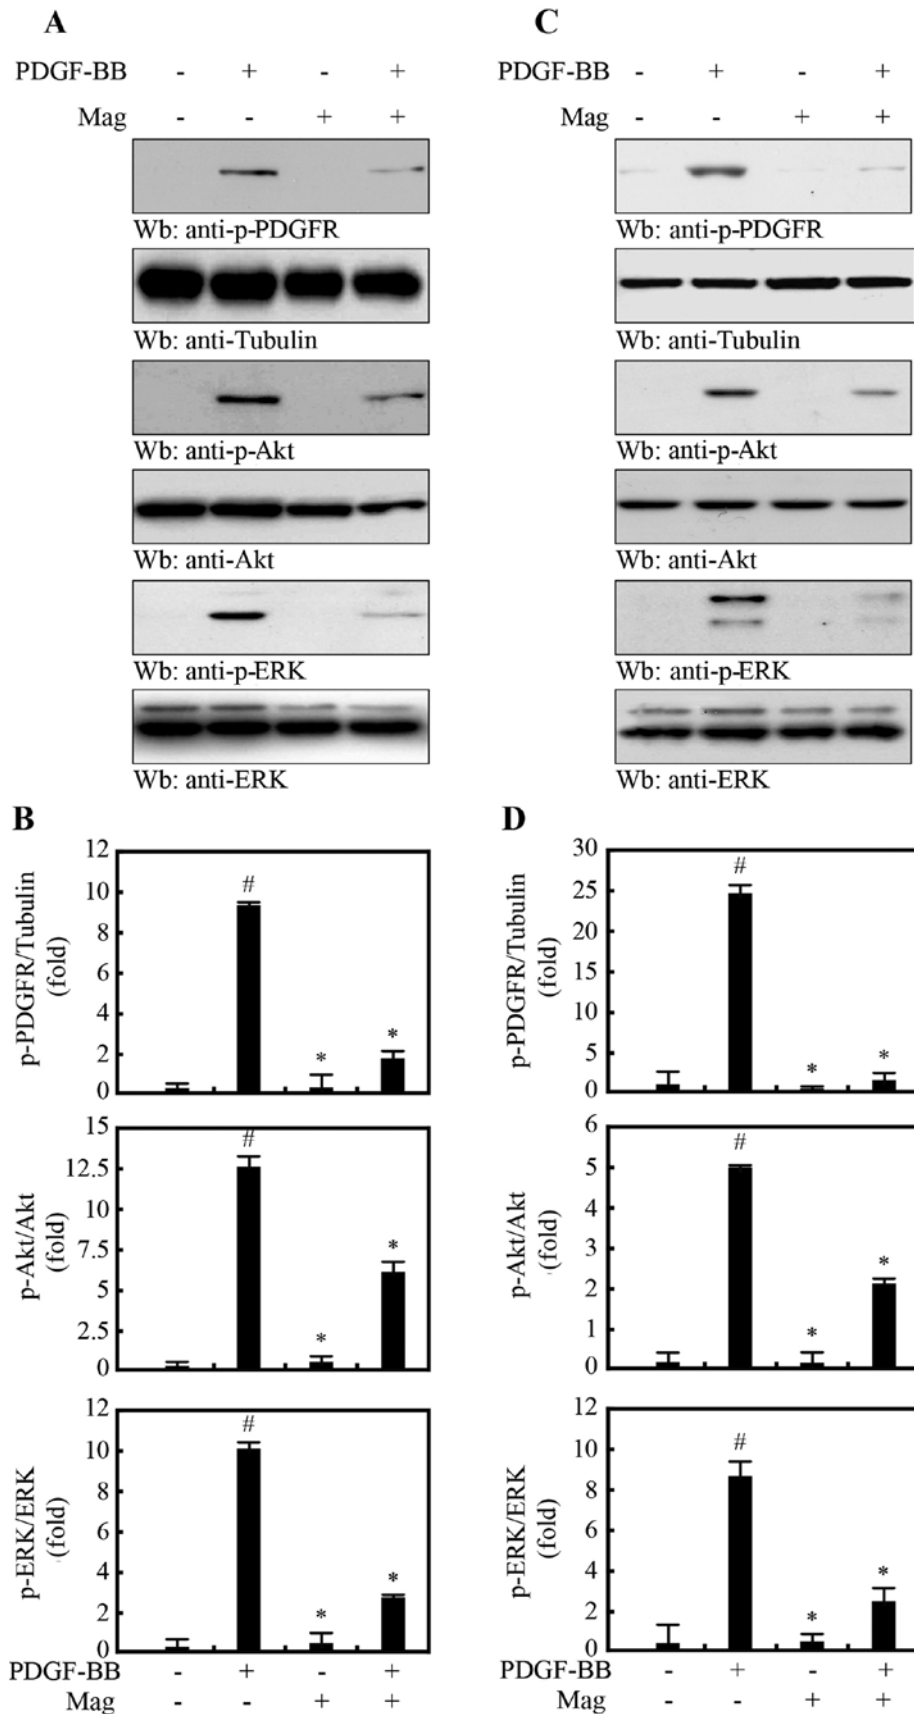 A
PDGF-BB - + - +
Mag - - + +
Wb: anti-p-PDGFR
Wb: anti-Tubulin
Wb: anti-p-Akt
Wb: anti-Akt
Wb: anti-p-ERK
Wb: anti-ERK
C
PDGF-BB - + - +
Mag - - + +
Wb: anti-p-PDGFR
Wb: anti-Tubulin
Wb: anti-p-Akt
Wb: anti-Akt
Wb: anti-p-ERK
Wb: anti-ERK
B
p-PDGFR/Tubulin
(fold)
12
10
8
6
4
2
0
# * *
p-Akt/Akt
(fold)
15
12.5
7.5
5
2.5
0
# * *
p-ERK/ERK
(fold)
12
10
8
6
4
2
0
# * *
PDGF-BB - + - +
Mag - - + +
D
p-PDGFR/Tubulin
(fold)
30
25
20
15
10
5
0
# * *
p-Akt/Akt
(fold)
6
5
4
3
2
1
0
# * *
p-ERK/ERK
(fold)
12
10
8
6
4
2
0
# * *
PDGF-BB - + - +
Mag - - + +